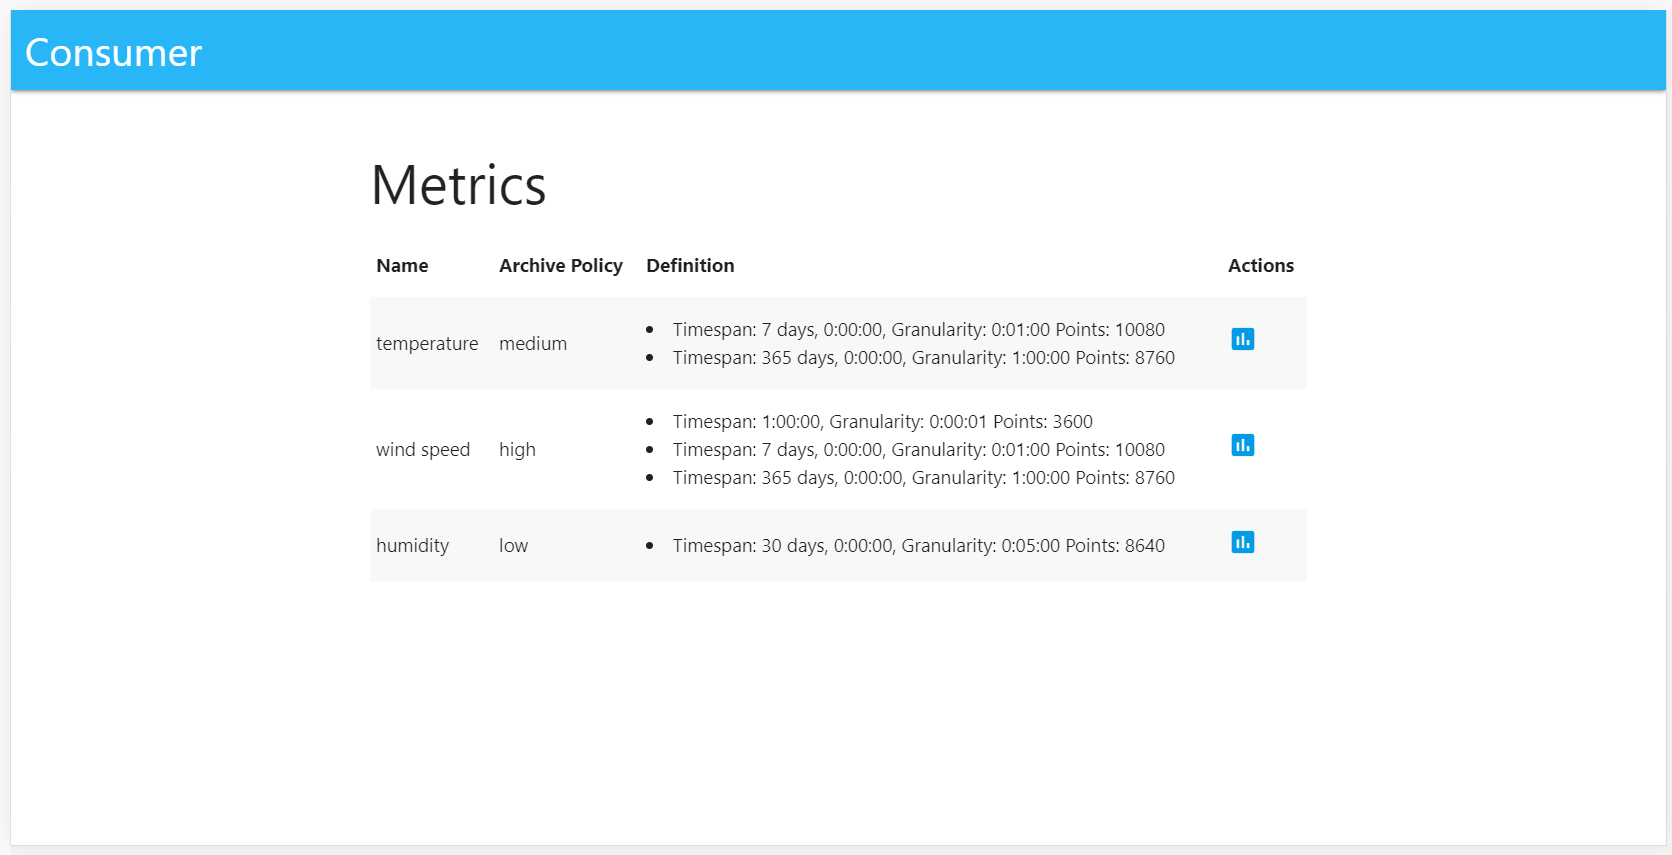 Consumer
Metrics
Name Archive Policy Definition Actions
temperature medium
Timespan: 7 days, 0:00:00, Granularity: 0:01:00 Points: 10080
Timespan: 365 days, 0:00:00, Granularity: 1:00:00 Points: 8760
wind speed high
Timespan: 1:00:00, Granularity: 0:00:01 Points: 3600
Timespan: 7 days, 0:00:00, Granularity: 0:01:00 Points: 10080
Timespan: 365 days, 0:00:00, Granularity: 1:00:00 Points: 8760
humidity low
Timespan: 30 days, 0:00:00, Granularity: 0:05:00 Points: 8640